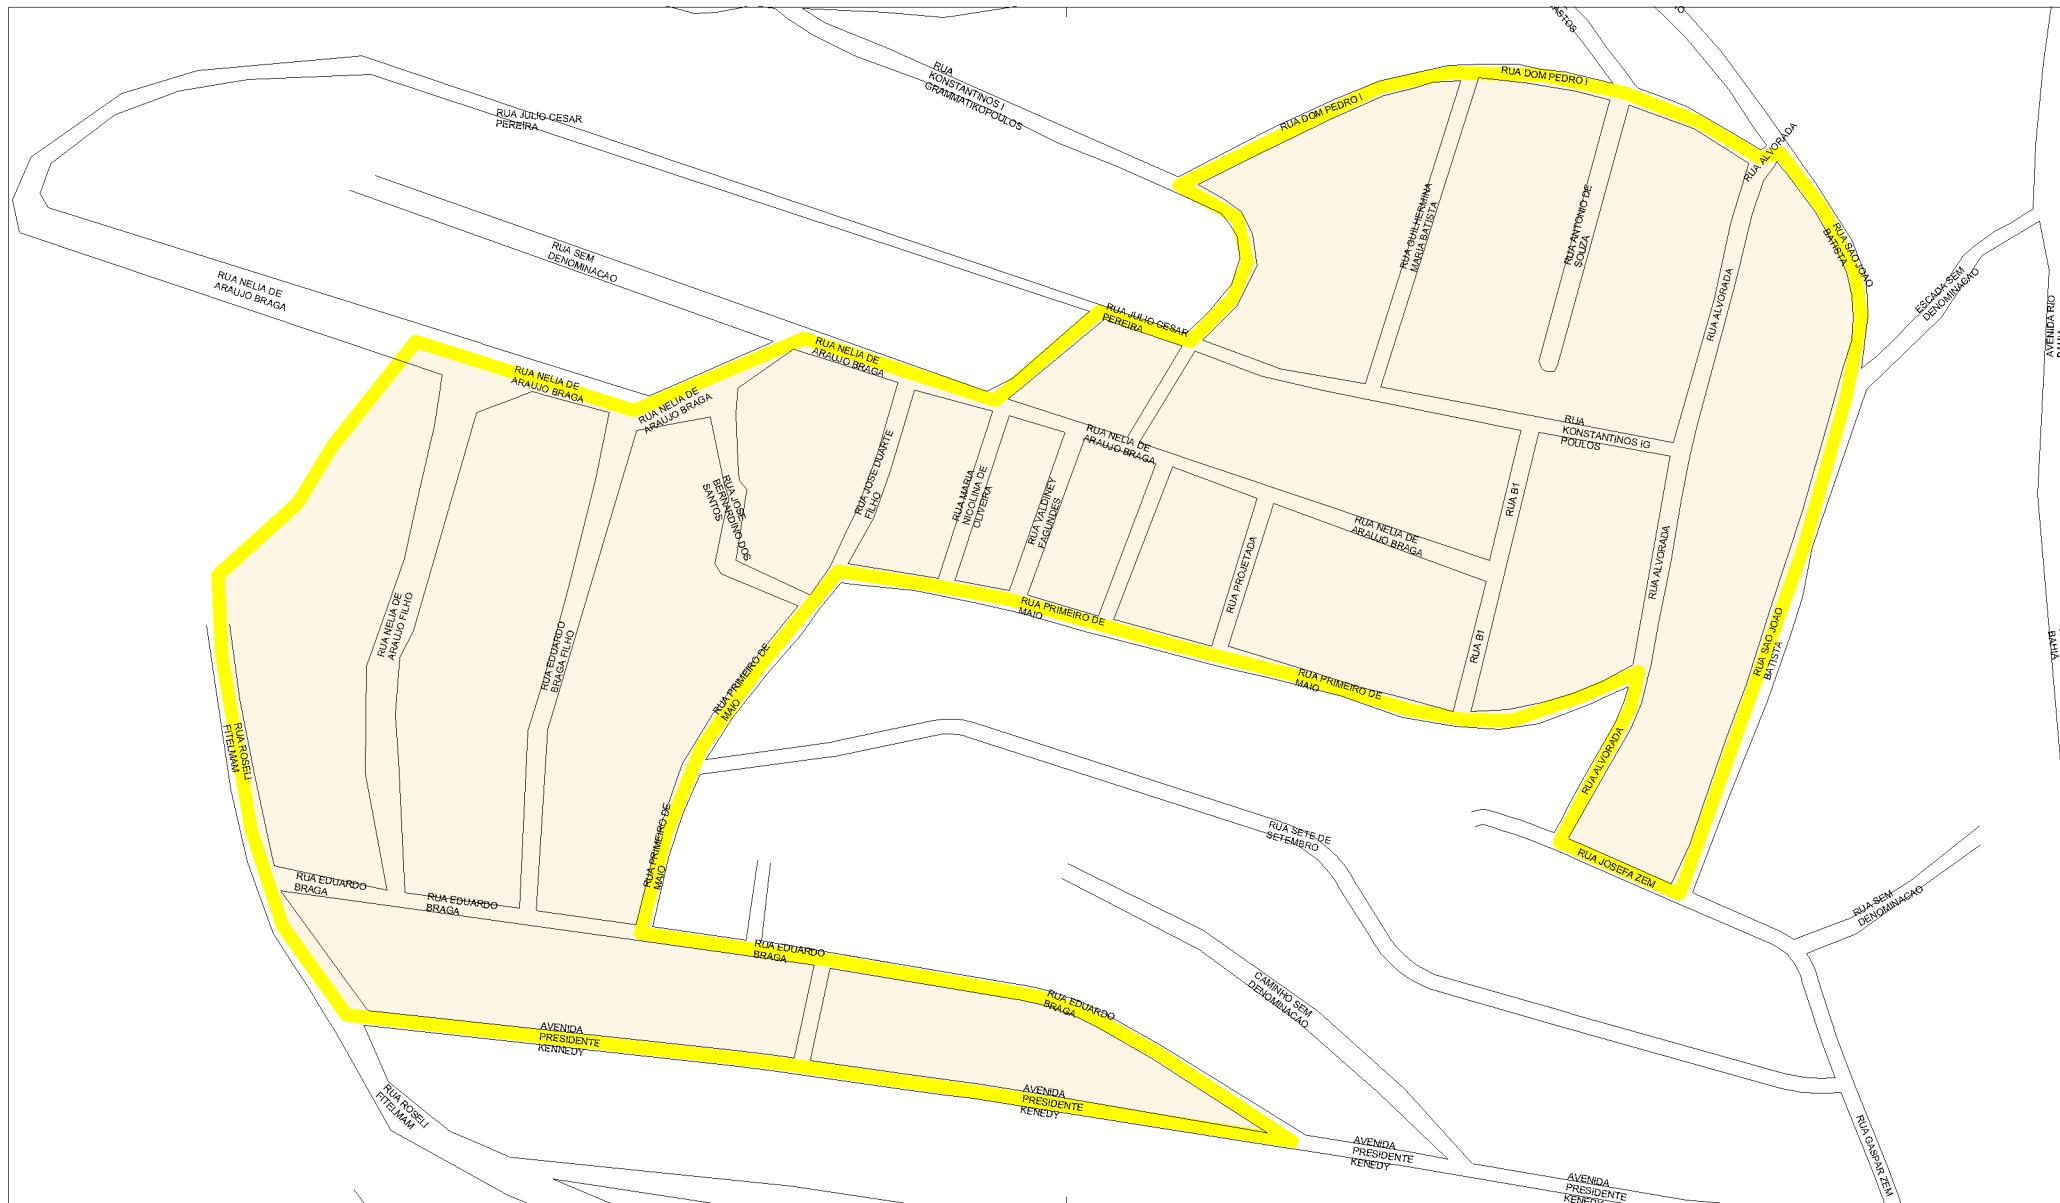 RUA
KONSTANTINOS I
GRAMMATIKOPOULOS
RUA DOM PEDRO I
RUA DOM PEDRO I
RUA JULIO CESAR
PEREIRA
RUA ALVORADA
RUA GUILHERMINA
MARIA BATISTA
RUA ANTONIO DE
SOUZA
RUA SAO JOAO
BATISTA
RUA SEM
DENOMINACAO
RUA NELIA DE
ARAUJO BRAGA
ESCADA SEM
DENOMINACAO
AVENIDA RIO
RUA ALVORADA
RUA JULIO CESAR
PEREIRA
RUA NELIA DE
ARAUJO BRAGA
RUA NELIA DE
ARAUJO BRAGA
RUA NELIA DE
ARAUJO BRAGA
RUA NELIA DE
ARAUJO BRAGA
RUA
KONSTANTINOS IG
POULOS
RUA JOSE DUARTE
FILHO
RUA MARIA
NICOLINA DE
OLIVEIRA
RUA VALDINEY
FAGUNDES
RUA JOSE
BERNARDINO DOS
SANTOS
RUA B1
RUA NELIA DE
ARAUJO BRAGA
RUA ALVORADA
RUA PROJETADA
RUA NELIA DE
ARAUJO FILHO
RUA EDUARDO
BRAGA FILHO
RUA PRIMEIRO DE
MAIO
RUA B1
RUA SAO JOAO
BATISTA
BAHIA
RUA PRIMEIRO DE
MAIO
RUA PRIMEIRO DE
MAIO
RUA ROSELI
FITELMAM
RUA ALVORADA
RUA PRIMEIRO DE
MAIO
RUA SETE DE
SETEMBRO
RUA JOSEFA ZEM
RUA EDUARDO
BRAGA
RUA EDUARDO
BRAGA
RUA SEM
DENOMINACAO
RUA EDUARDO
BRAGA
CAMINHO SEM
DENOMINACAO
RUA EDUARDO
BRAGA
AVENIDA
PRESIDENTE
KENNEDY
AVENIDA
PRESIDENTE
KENEDY
RUA ROSELI
FITELMAM
AVENIDA
PRESIDENTE
KENEDY
RUA GASPAR ZEM
AVENIDA
PRESIDENTE
KENEDY